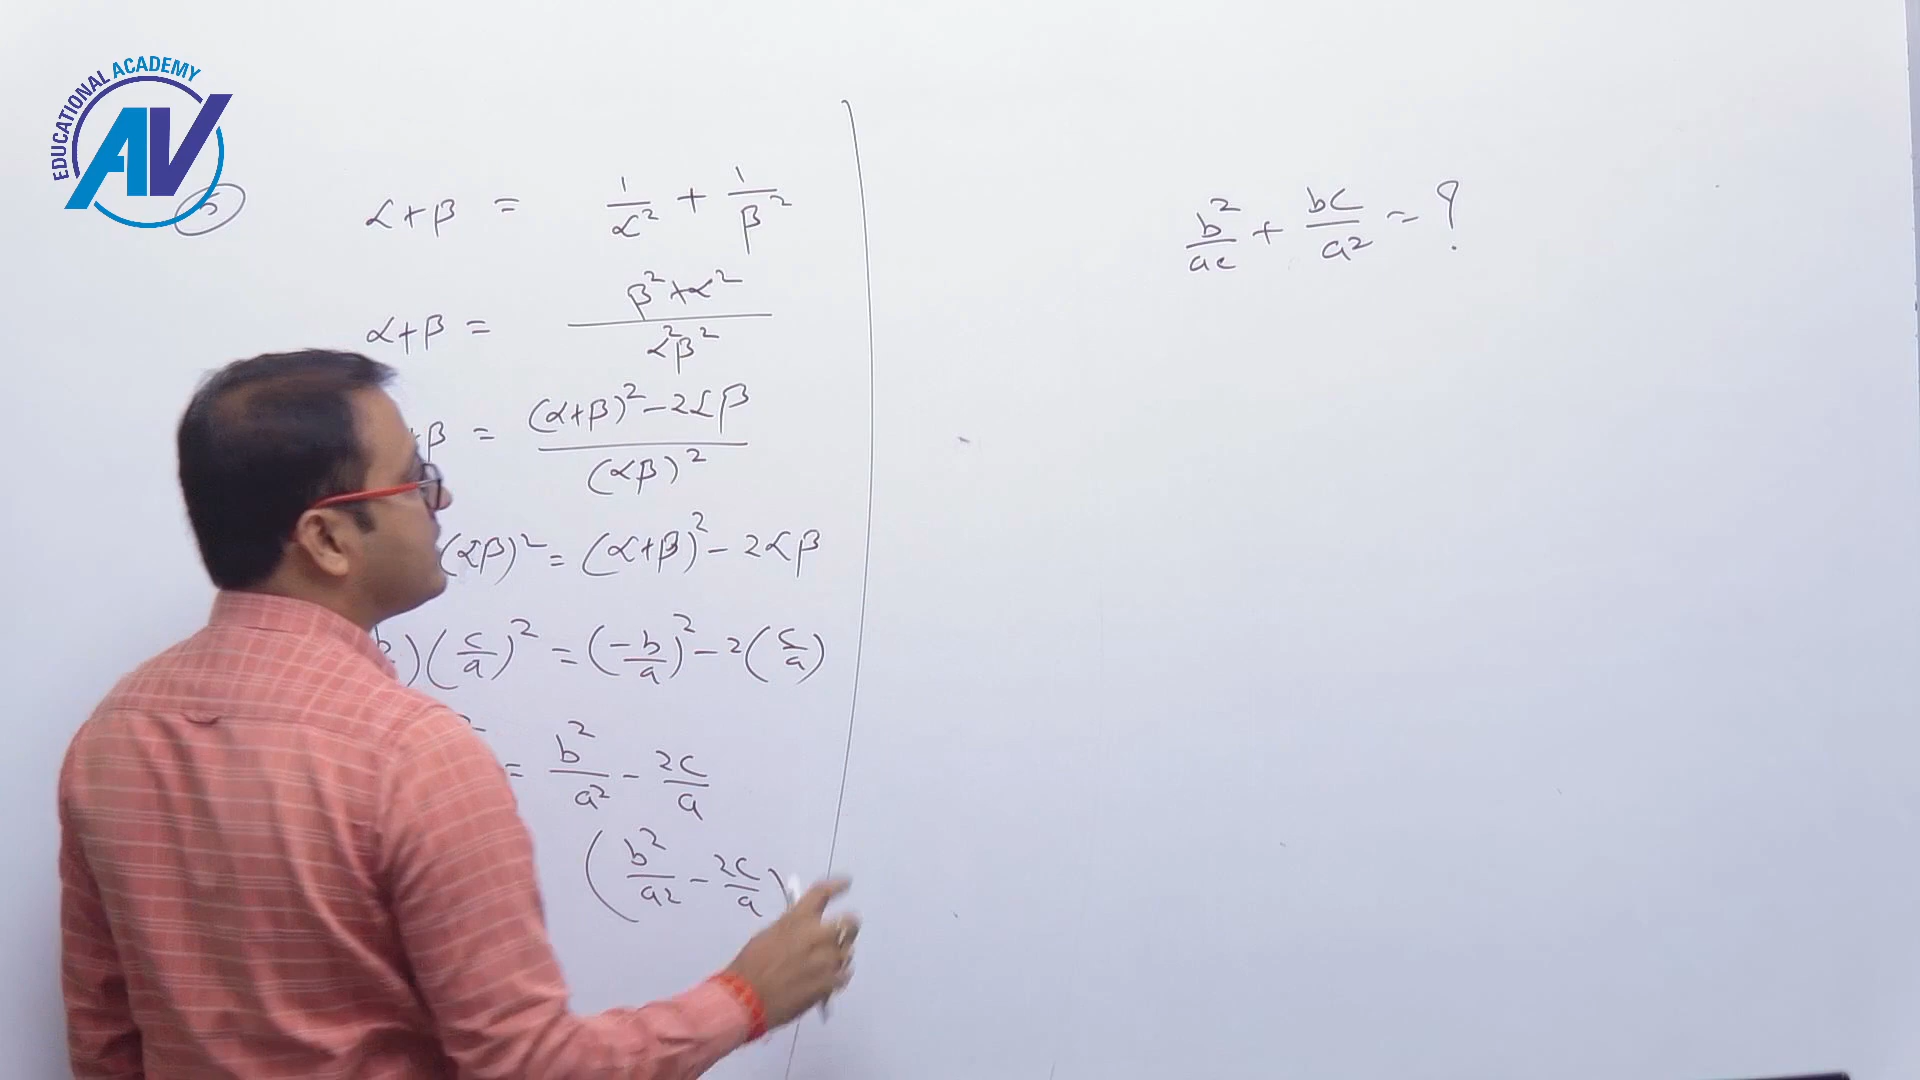 EDUCATIONAL ACADEMY
AV
5
α+β = 1/α² + 1/β²
α+β = β²+α² / α²β²
+β = (α+β)²-2αβ / (αβ)²
(αβ)² = (α+β)² - 2αβ
)(c/a)² = (-b/a)² - 2(c/a)
= b²/a² - 2c/a
(b²/a² - 2c/a)
b²/ac + bc/a² = ?